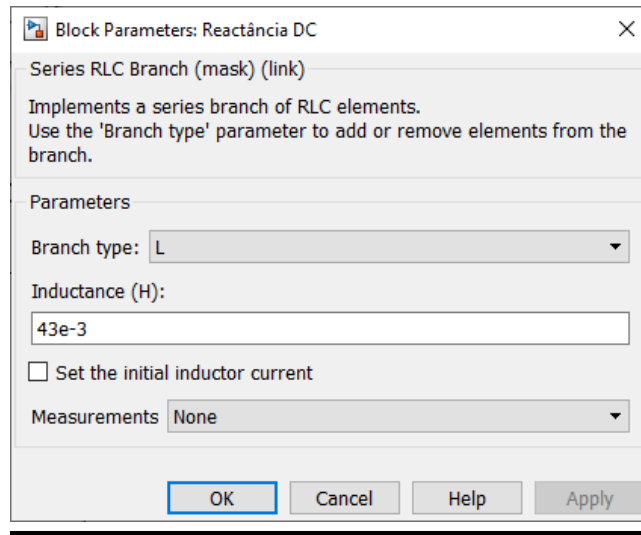 Block Parameters: Reactância DC
Series RLC Branch (mask) (link)
Implements a series branch of RLC elements.
Use the 'Branch type' parameter to add or remove elements from the
branch.
Parameters
Branch type: L
Inductance (H):
43e-3
Set the initial inductor current
Measurements None
OK Cancel Help Apply